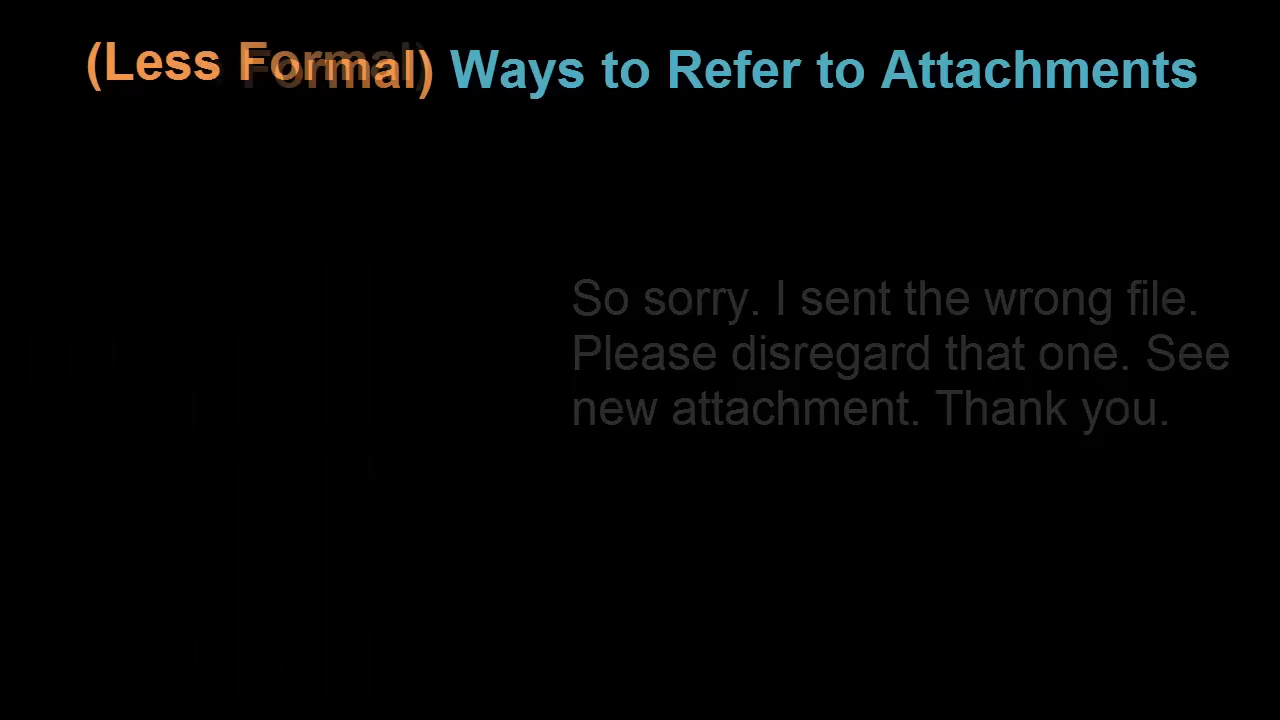 (Less Formal) Ways to Refer to Attachments
So sorry. I sent the wrong file.
Please disregard that one. See
new attachment. Thank you.